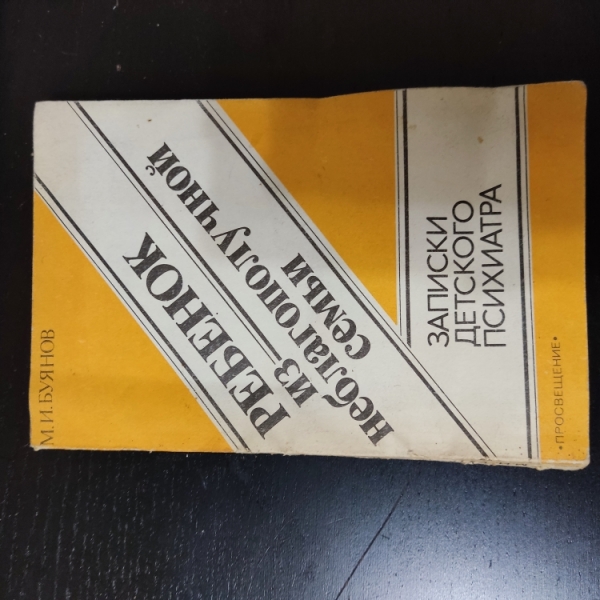 М.И.БУЯНОВ
РЕБЕНОК
ИЗ
неблагополучной
семьи
ЗАПИСКИ
ДЕТСКОГО
ПСИХИАТРА
•ПРОСВЕЩЕНИЕ•